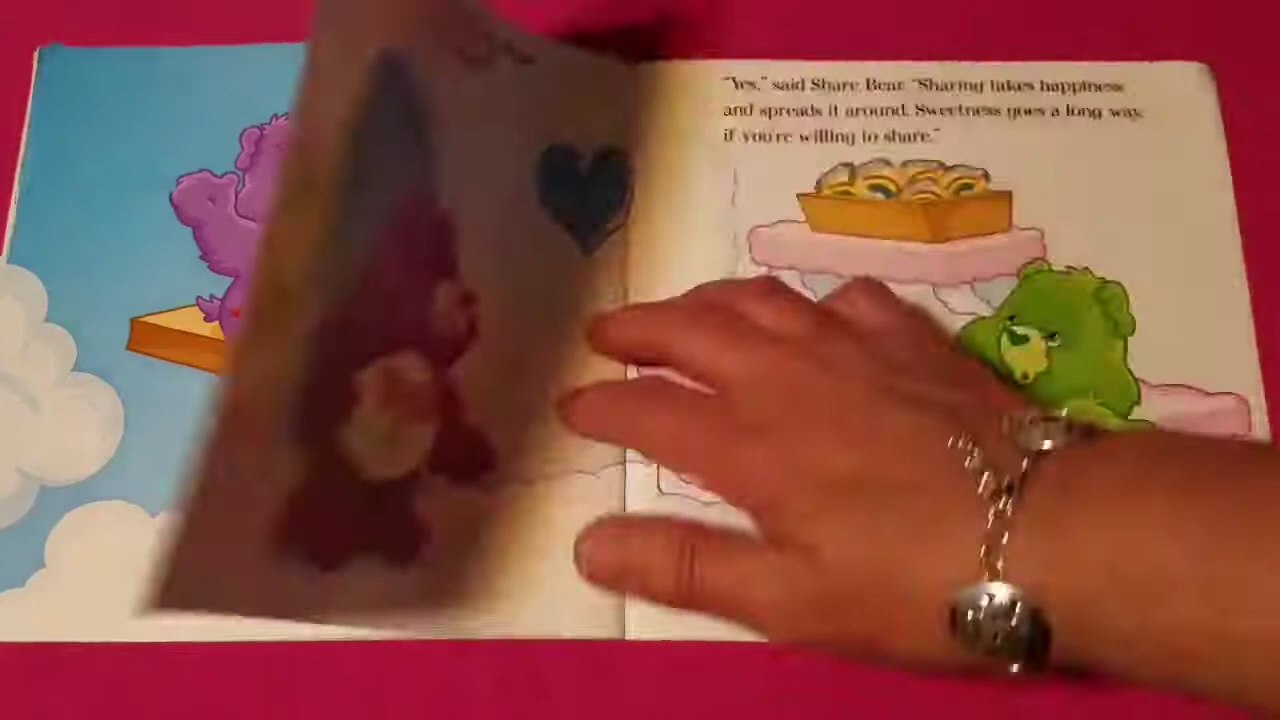 "Yes," said Share Bear. "Sharing takes happiness
and spreads it around. Sweetness goes a long way,
if you're willing to share."